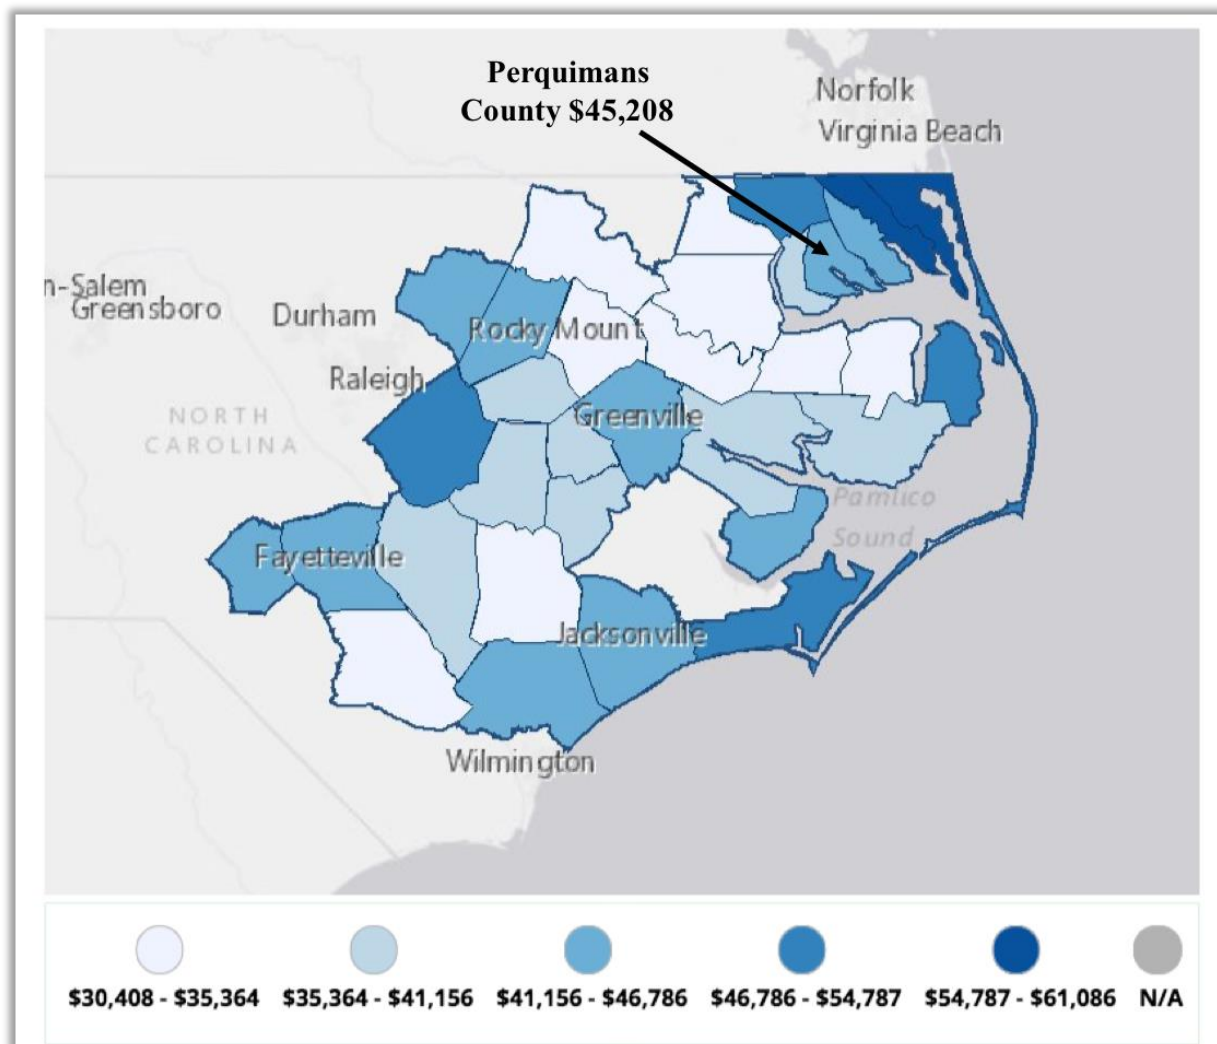 Perquimans
County $45,208
Norfolk
Virginia Beach
n-Salem
Greensboro
Durham
Rocky Mount
Raleigh
NORTH
CAROLINA
Greenville
Pamlico
Sound
Fayetteville
Jacksonville
Wilmington
$30,408 - $35,364
$35,364 - $41,156
$41,156 - $46,786
$46,786 - $54,787
$54,787 - $61,086
N/A